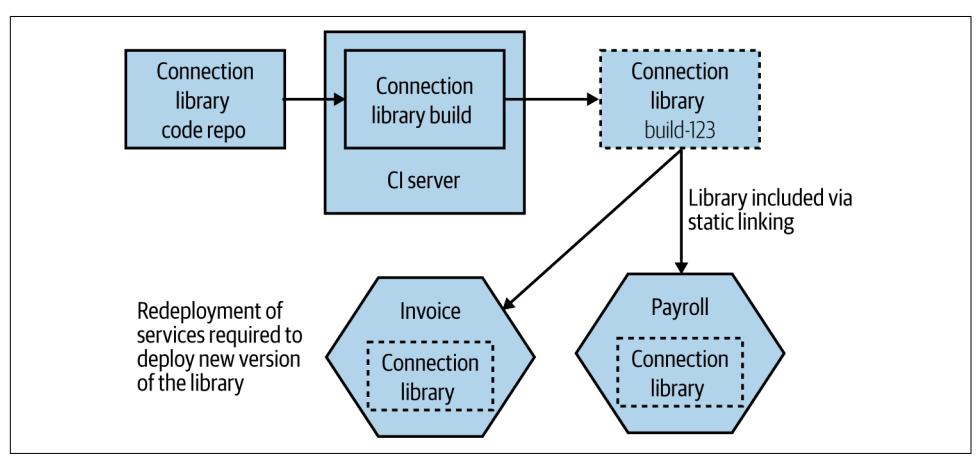 Connection
library
code repo
Connection
library build
CI server
Connection
library
build-123
Library included via
static linking
Redeployment of
services required to
deploy new version
of the library
Invoice
Connection
library
Payroll
Connection
library